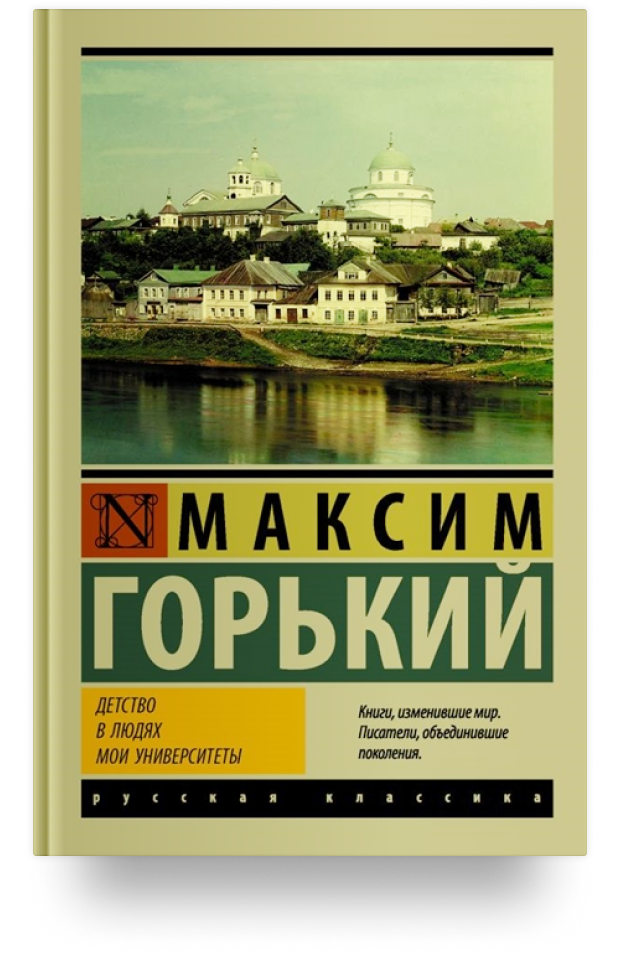 N
МАКСИМ
ГОРЬКИЙ
ДЕТСТВО
В ЛЮДЯХ
МОИ УНИВЕРСИТЕТЫ
Книги, изменившие мир.
Писатели, объединившие
поколения.
русская классика